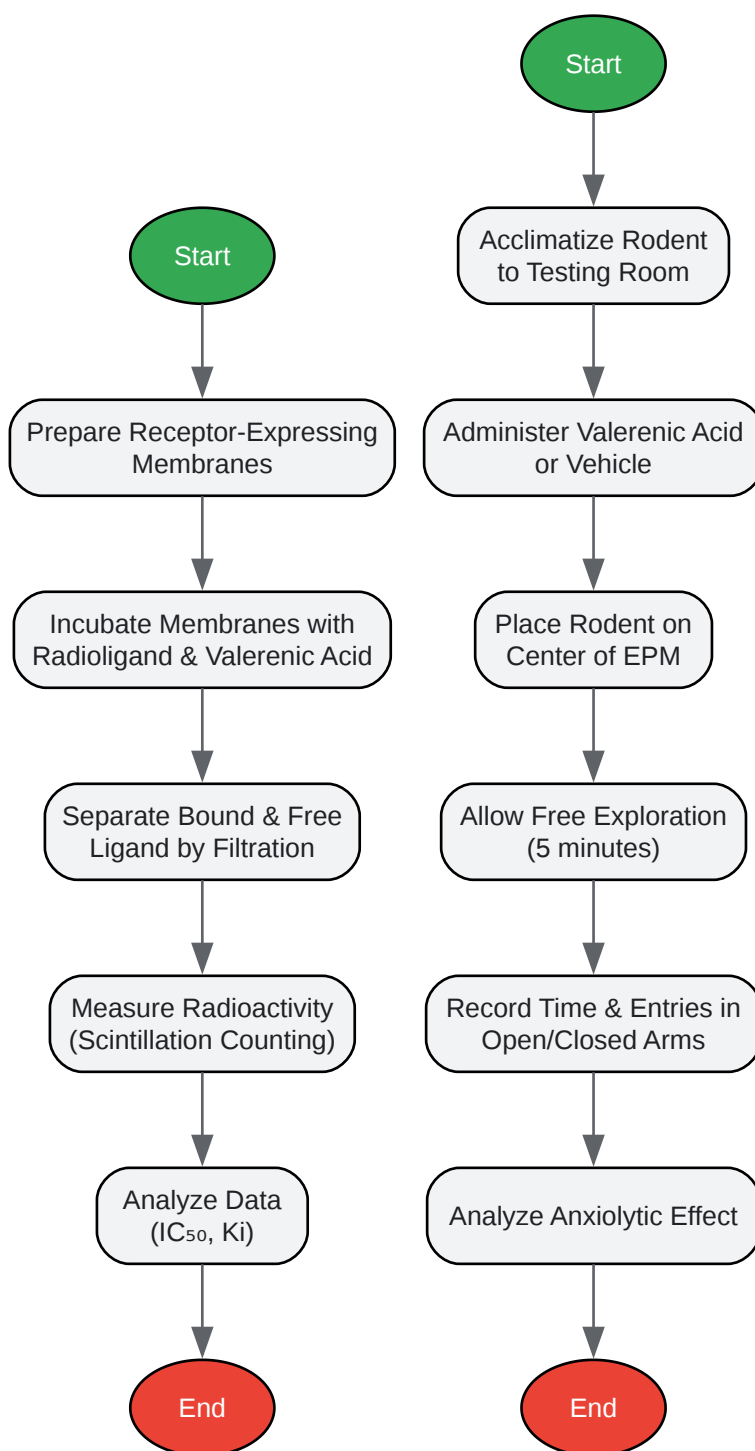 Start
Prepare Receptor-Expressing
Membranes
Incubate Membranes with
Radioligand & Valerenic Acid
Separate Bound & Free
Ligand by Filtration
Measure Radioactivity
(Scintillation Counting)
Analyze Data
(IC₅₀, Ki)
End
Start
Acclimatize Rodent
to Testing Room
Administer Valerenic Acid
or Vehicle
Place Rodent on
Center of EPM
Allow Free Exploration
(5 minutes)
Record Time & Entries in
Open/Closed Arms
Analyze Anxiolytic Effect
End